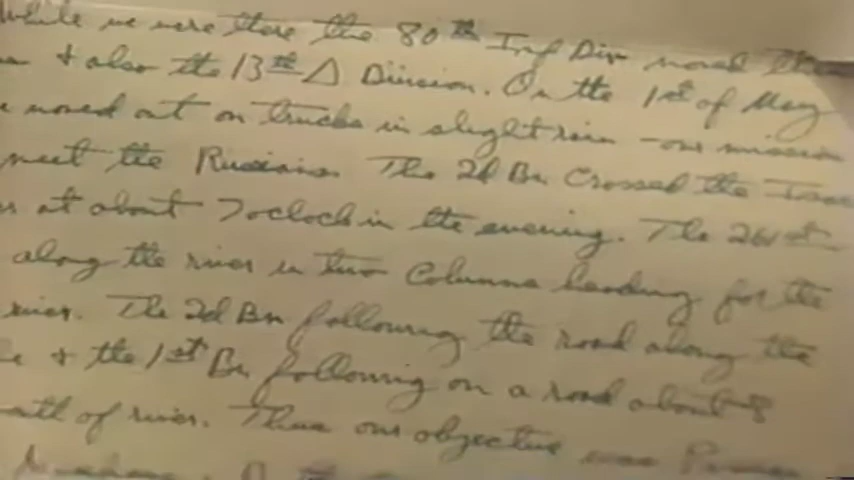 while we were there the 80th Inf Div moved
& also the 13th △ Division. On the 1st of May
moved out on trucks in slight rain - our mission
meet the Russians. The 2d Bn crossed the
at about 7 oclock in the evening. The 261st
along the river in two columns heading for the
river. The 2d Bn following the road along the
& the 1st Bn following on a road about 8
of river. Thus our objective was